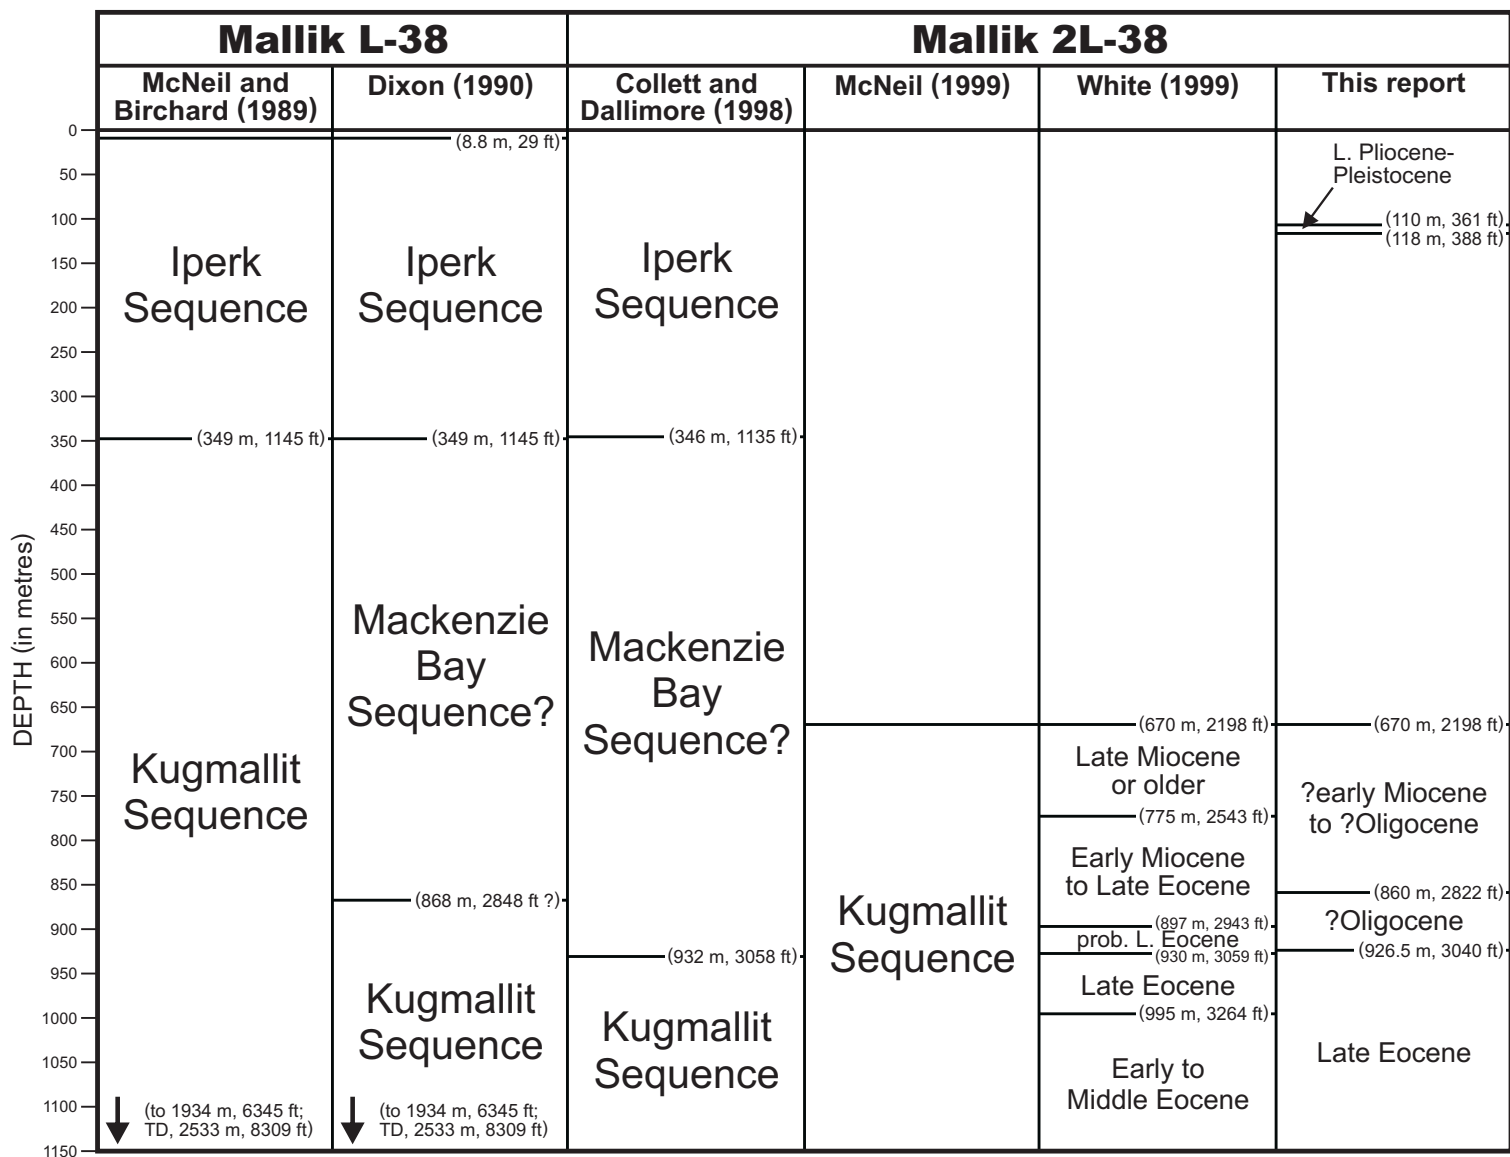 Mallik L-38
Mallik 2L-38
McNeil and
Birchard (1989)
Dixon (1990)
Collett and
Dallimore (1998)
McNeil (1999)
White (1999)
This report
DEPTH (in metres)
0
50
100
150
200
250
300
350
400
450
500
550
600
650
700
750
800
850
900
950
1000
1050
1100
1150
Iperk
Sequence
(349 m, 1145 ft)
Kugmallit
Sequence
(to 1934 m, 6345 ft;
TD, 2533 m, 8309 ft)
(8.8 m, 29 ft)
Iperk
Sequence
(349 m, 1145 ft)
Mackenzie
Bay
Sequence?
(868 m, 2848 ft ?)
Kugmallit
Sequence
(to 1934 m, 6345 ft;
TD, 2533 m, 8309 ft)
Iperk
Sequence
(346 m, 1135 ft)
Mackenzie
Bay
Sequence?
(932 m, 3058 ft)
Kugmallit
Sequence
Kugmallit
Sequence
(670 m, 2198 ft)
Late Miocene
or older
(775 m, 2543 ft)
Early Miocene
to Late Eocene
(897 m, 2943 ft)
prob. L. Eocene
(930 m, 3059 ft)
Late Eocene
(995 m, 3264 ft)
Early to
Middle Eocene
L. Pliocene-
Pleistocene
(110 m, 361 ft)
(118 m, 388 ft)
(670 m, 2198 ft)
?early Miocene
to ?Oligocene
(860 m, 2822 ft)
?Oligocene
(926.5 m, 3040 ft)
Late Eocene